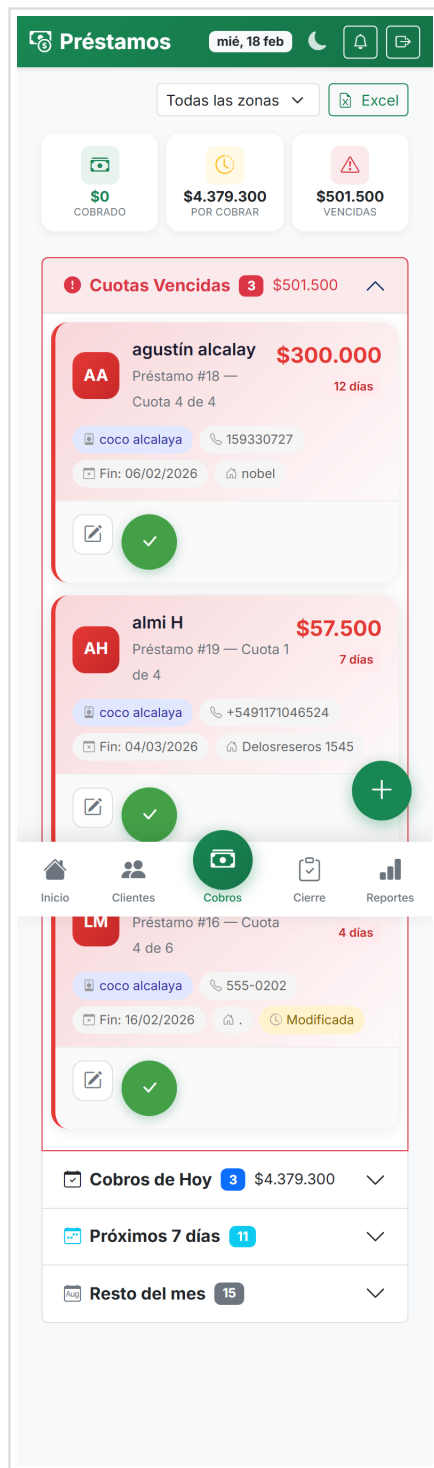 Préstamos
mié, 18 feb
Todas las zonas
Excel
$0
COBRADO
$4.379.300
POR COBRAR
$501.500
VENCIDAS
Cuotas Vencidas 3 $501.500
AA
agustín alcalay
$300.000
Préstamo #18 —
Cuota 4 de 4
12 días
coco alcalaya
159330727
Fin: 06/02/2026
nobel
AH
almi H
$57.500
Préstamo #19 — Cuota 1
de 4
7 días
coco alcalaya
+5491171046524
Fin: 04/03/2026
Delosreseros 1545
Inicio
Clientes
Cobros
Cierre
Reportes
LM
Préstamo #16 — Cuota
4 de 6
4 días
coco alcalaya
555-0202
Fin: 16/02/2026
.
Modificada
Cobros de Hoy 3 $4.379.300
Próximos 7 días 11
Aug
Resto del mes 15